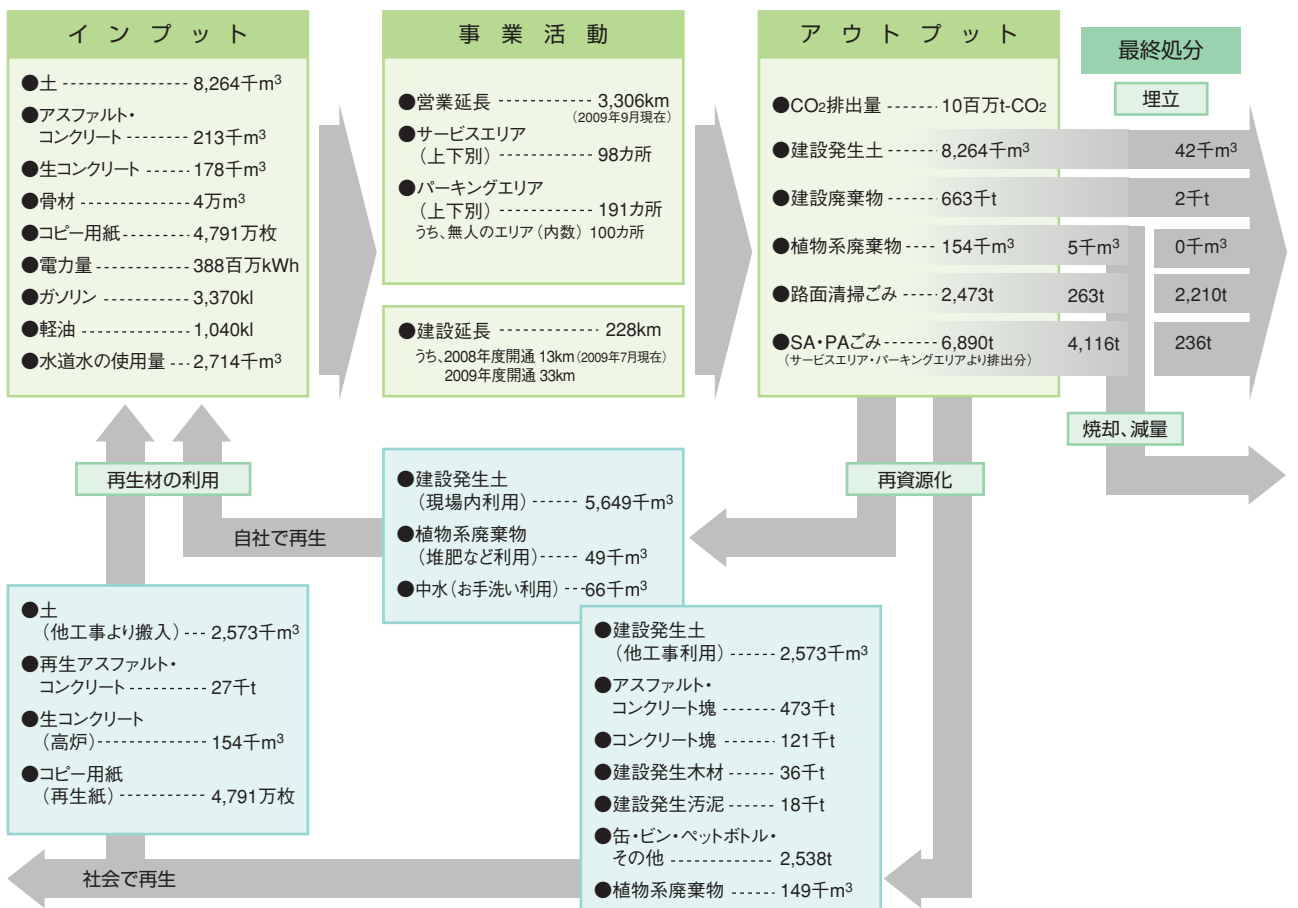 インプット
●土 --------------- 8,264千m³
●アスファルト・
コンクリート ------ 213千m³
●生コンクリート ------ 178千m³
●骨材 ------------- 4万m³
●コピー用紙-------- 4,791万枚
●電力量 ----------- 388百万kWh
●ガソリン --------- 3,370kl
●軽油 ------------- 1,040kl
●水道水の使用量 --- 2,714千m³
事業活動
●営業延長 ----------- 3,306km
(2009年9月現在)
●サービスエリア
(上下別) ----------- 98カ所
●パーキングエリア
(上下別) ----------- 191カ所
うち、無人のエリア(内数) 100カ所
●建設延長 ----------- 228km
うち、2008年度開通 13km(2009年7月現在)
2009年度開通 33km
アウトプット
●CO₂排出量 ------ 10百万t-CO₂
●建設発生土 ------ 8,264千m³
●建設廃棄物 ------ 663千t
●植物系廃棄物 ---- 154千m³ 5千m³
●路面清掃ごみ ---- 2,473t 263t
●SA・PAごみ------ 6,890t 4,116t
(サービスエリア・パーキングエリアより排出分)
最終処分
埋立
42千m³
2千t
0千m³
2,210t
236t
焼却、減量
再資源化
再生材の利用
自社で再生
●建設発生土
(現場内利用) ----- 5,649千m³
●植物系廃棄物
(堆肥など利用)----- 49千m³
●中水(お手洗い利用) ---66千m³
●土
(他工事より搬入) --- 2,573千m³
●再生アスファルト・
コンクリート ---------- 27千t
●生コンクリート
(高炉)-------------- 154千m³
●コピー用紙
(再生紙) ----------- 4,791万枚
●建設発生土
(他工事利用) ------ 2,573千m³
●アスファルト・
コンクリート塊 ------ 473千t
●コンクリート塊 ------- 121千t
●建設発生木材 ------ 36千t
●建設発生汚泥 ------ 18千t
●缶・ビン・ペットボトル・
その他 ------------- 2,538t
●植物系廃棄物 ------ 149千m³
社会で再生